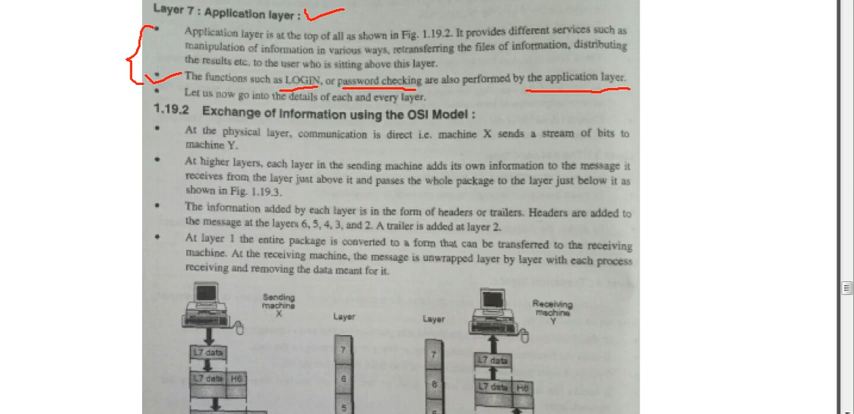 Layer 7 : Application layer :
• Application layer is at the top of all as shown in Fig. 1.19.2. It provides different services such as
manipulation of information in various ways, retransferring the files of information, distributing
the results etc. to the user who is sitting above this layer.
• The functions such as LOGIN, or password checking are also performed by the application layer.
• Let us now go into the details of each and every layer.
1.19.2 Exchange of Information using the OSI Model :
• At the physical layer, communication is direct i.e. machine X sends a stream of bits to
machine Y.
• At higher layers, each layer in the sending machine adds its own information to the message it
receives from the layer just above it and passes the whole package to the layer just below it as
shown in Fig. 1.19.3.
• The information added by each layer is in the form of headers or trailers. Headers are added to
the message at the layers 6, 5, 4, 3, and 2. A trailer is added at layer 2.
• At layer 1 the entire package is converted to a form that can be transferred to the receiving
machine. At the receiving machine, the message is unwrapped layer by layer with each process
receiving and removing the data meant for it.
Sending
machine
X
Layer
Layer
Receiving
machine
Y
L7 data
7
7
L7 data
L7 data H6
6
6
L7 data H6
5